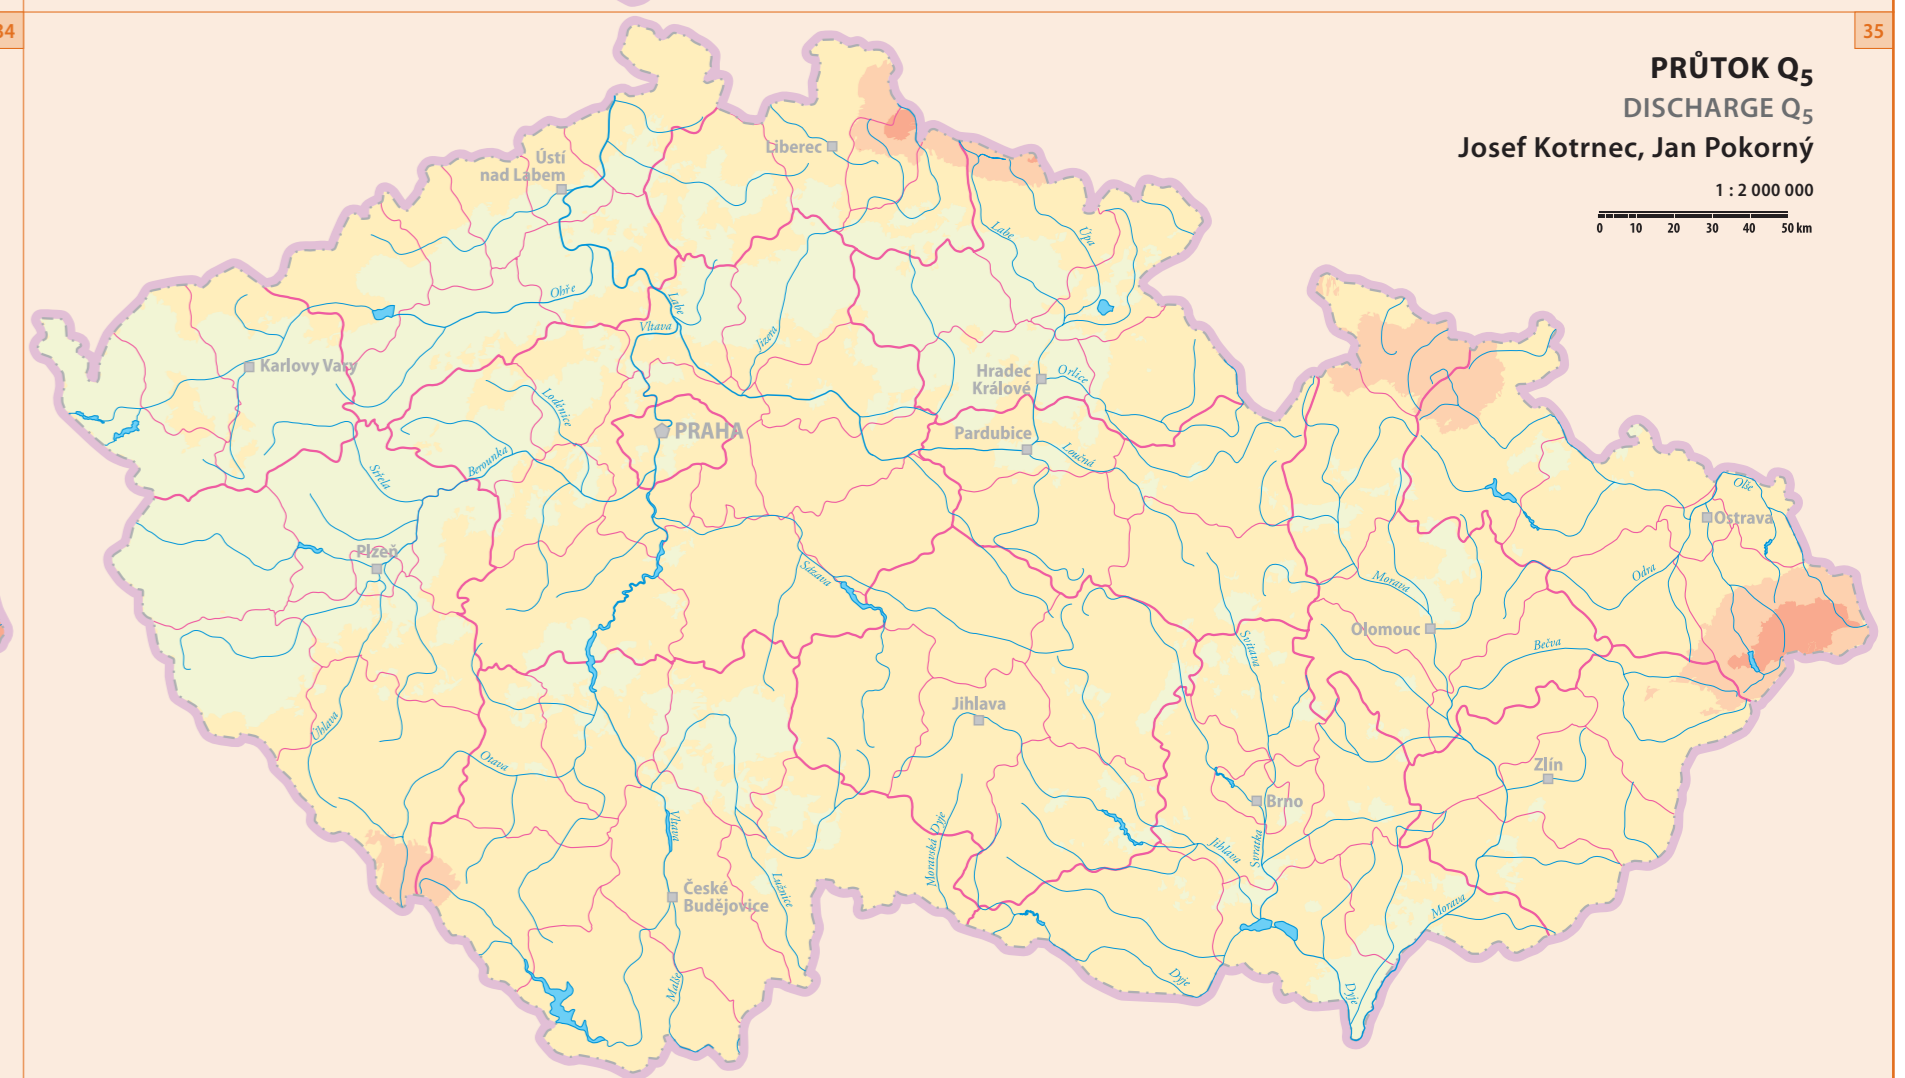 34
35
PRŮTOK Q5
DISCHARGE Q5
Josef Kotrnec, Jan Pokorný
1 : 2 000 000
0 10 20 30 40 50 km
Liberec
Ústí
nad Labem
Labe
Úpa
Ohře
Labe
Vltava
Jizera
Karlovy Vary
Hradec
Králové
Orlice
Loděnice
PRAHA
Pardubice
Loučná
Berounka
Střela
Olše
Ostrava
Plzeň
Sázava
Morava
Odra
Olomouc
Svitava
Bečva
Jihlava
Úhlava
Otava
Zlín
Brno
Vltava
Moravská Dyje
Jihlava
Svratka
České
Budějovice
Lužnice
Morava
Malše
Dyje
Dyje